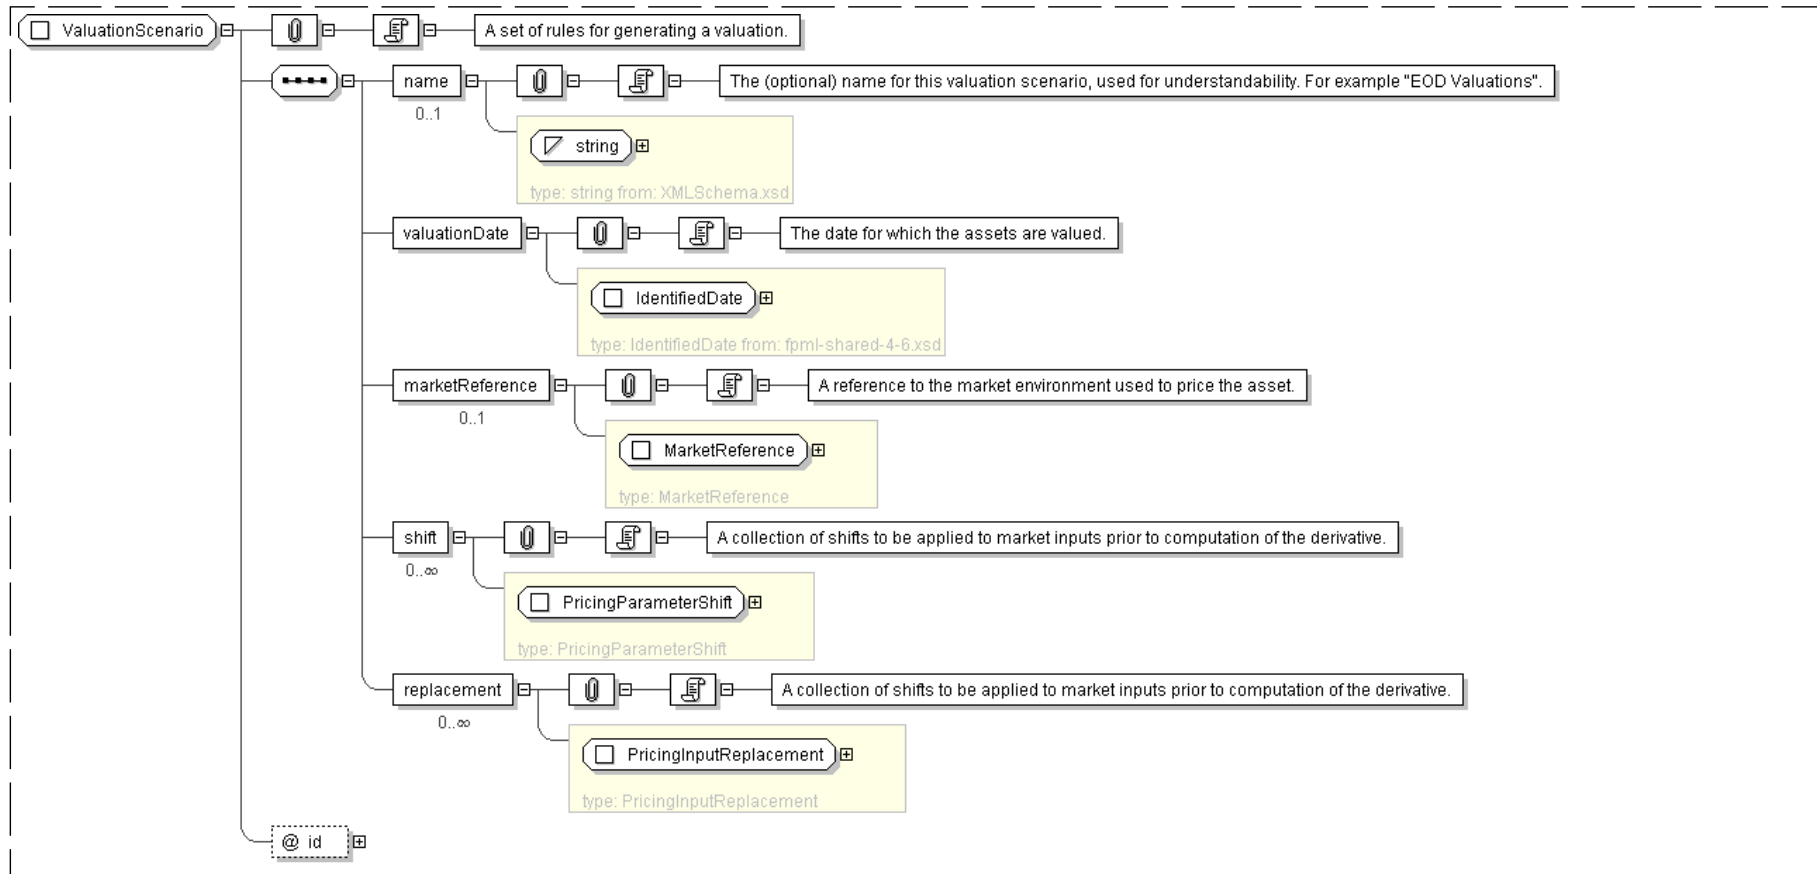 ValuationScenario A set of rules for generating a valuation.
name The (optional) name for this valuation scenario, used for understandability. For example "EOD Valuations".
0..1
string
type: string from: XMLSchema.xsd
valuationDate The date for which the assets are valued.
IdentifiedDate
type: IdentifiedDate from: fpml-shared-4-6.xsd
marketReference A reference to the market environment used to price the asset.
0..1
MarketReference
type: MarketReference
shift A collection of shifts to be applied to market inputs prior to computation of the derivative.
0..∞
PricingParameterShift
type: PricingParameterShift
replacement A collection of shifts to be applied to market inputs prior to computation of the derivative.
0..∞
PricingInputReplacement
type: PricingInputReplacement
@ id